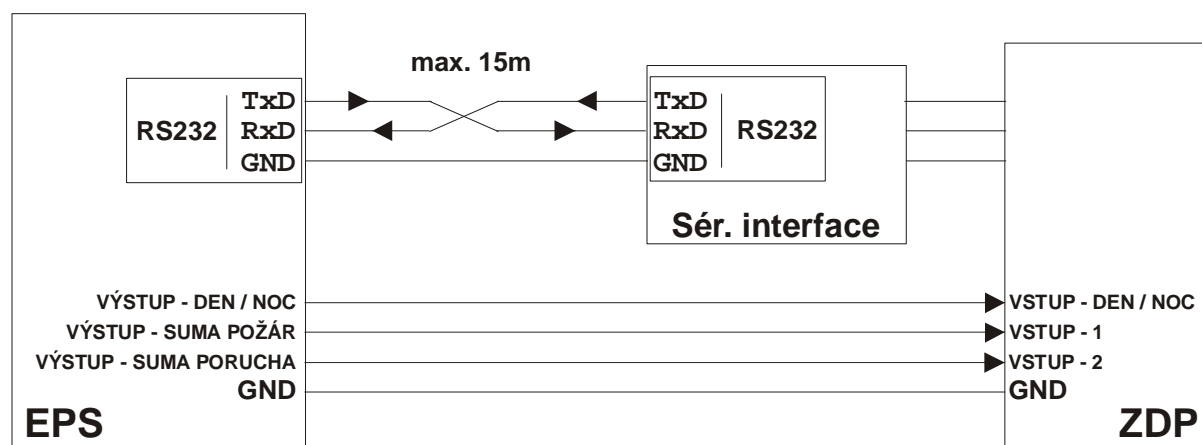 max. 15m
TxD
RxD
GND
RS232
TxD
RxD
GND
RS232
Sér. interface
VÝSTUP - DEN / NOC
VÝSTUP - SUMA POŽÁR
VÝSTUP - SUMA PORUCHA
GND
EPS
VSTUP - DEN / NOC
VSTUP - 1
VSTUP - 2
GND
ZDP